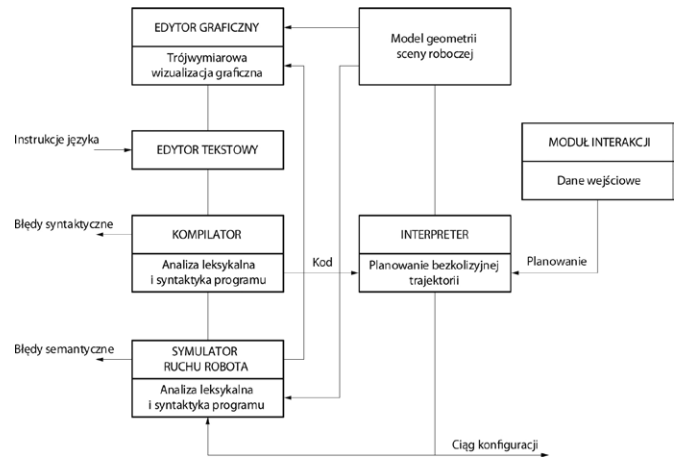 EDYTOR GRAFICZNY
Trójwymiarowa
wizualizacja graficzna
Model geometrii
sceny roboczej
Instrukcje języka
EDYTOR TEKSTOWY
MODUŁ INTERAKCJI
Dane wejściowe
Błędy syntaktyczne
KOMPILATOR
Analiza leksykalna
i syntaktyka programu
Kod
INTERPRETER
Planowanie bezkolizyjnej
trajektorii
Planowanie
Błędy semantyczne
SYMULATOR
RUCHU ROBOTA
Analiza leksykalna
i syntaktyka programu
Ciąg konfiguracji